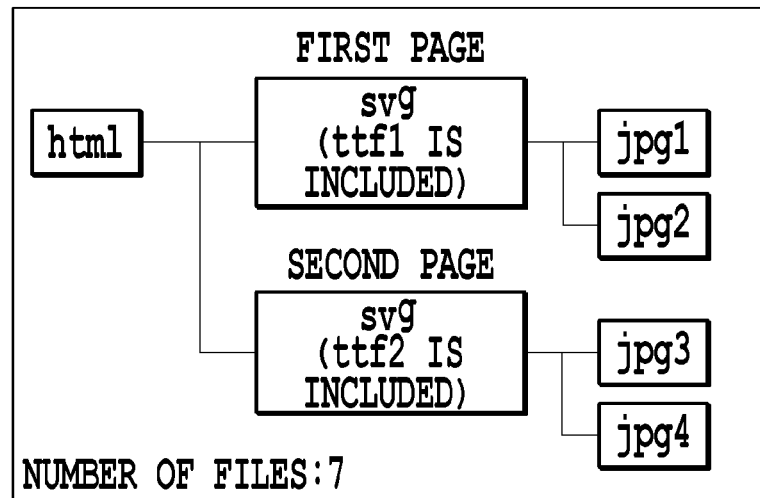 FIRST PAGE
html
svg
(ttf1 IS
INCLUDED)
jpg1
jpg2
SECOND PAGE
svg
(ttf2 IS
INCLUDED)
jpg3
jpg4
NUMBER OF FILES:7